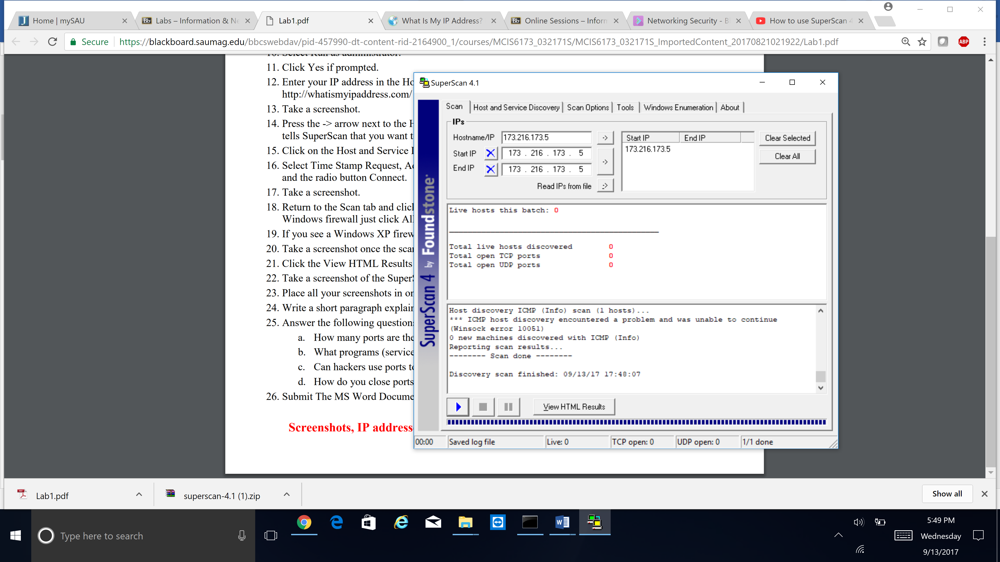 Home | mySAU
Labs – Information & Ne
Lab1.pdf
What Is My IP Address?
Online Sessions – Inform
Networking Security - Bl
How to use SuperScan 4
Secure
https://blackboard.saumag.edu/bbcswebdav/pid-457990-dt-content-rid-2164900_1/courses/MCIS6173_032171S/MCIS6173_032171S_ImportedContent_20170821021922/Lab1.pdf
ABP
10. Select Run as administrator.
11. Click Yes if prompted.
12. Enter your IP address in the Ho
http://whatismyipaddress.com/
13. Take a screenshot.
14. Press the -> arrow next to the H
tells SuperScan that you want t
15. Click on the Host and Service D
16. Select Time Stamp Request, Ad
and the radio button Connect.
17. Take a screenshot.
18. Return to the Scan tab and click
Windows firewall just click All
19. If you see a Windows XP firew
20. Take a screenshot once the scan
21. Click the View HTML Results
22. Take a screenshot of the SuperS
23. Place all your screenshots in on
24. Write a short paragraph explain
25. Answer the following questions
a. How many ports are the
b. What programs (service
c. Can hackers use ports to
d. How do you close ports
26. Submit The MS Word Docume
Screenshots, IP addresse
SuperScan 4.1
Scan
Host and Service Discovery
Scan Options
Tools
Windows Enumeration
About
SuperScan 4 by Foundstone
IPs
Hostname/IP 173.216.173.5 ->
Start IP 173 . 216 . 173 . 5
->
End IP 173 . 216 . 173 . 5
Read IPs from file ->
Start IP End IP
173.216.173.5
Clear Selected
Clear All
Live hosts this batch: 0
Total live hosts discovered 0
Total open TCP ports 0
Total open UDP ports 0
Host discovery ICMP (Info) scan (1 hosts)...
*** ICMP host discovery encountered a problem and was unable to continue
(Winsock error 10051)
0 new machines discovered with ICMP (Info)
Reporting scan results...
-------- Scan done --------
Discovery scan finished: 09/13/17 17:48:07
View HTML Results
00:00
Saved log file
Live: 0
TCP open: 0
UDP open: 0
1/1 done
Lab1.pdf
superscan-4.1 (1).zip
Show all
Type here to search
5:49 PM
Wednesday
9/13/2017